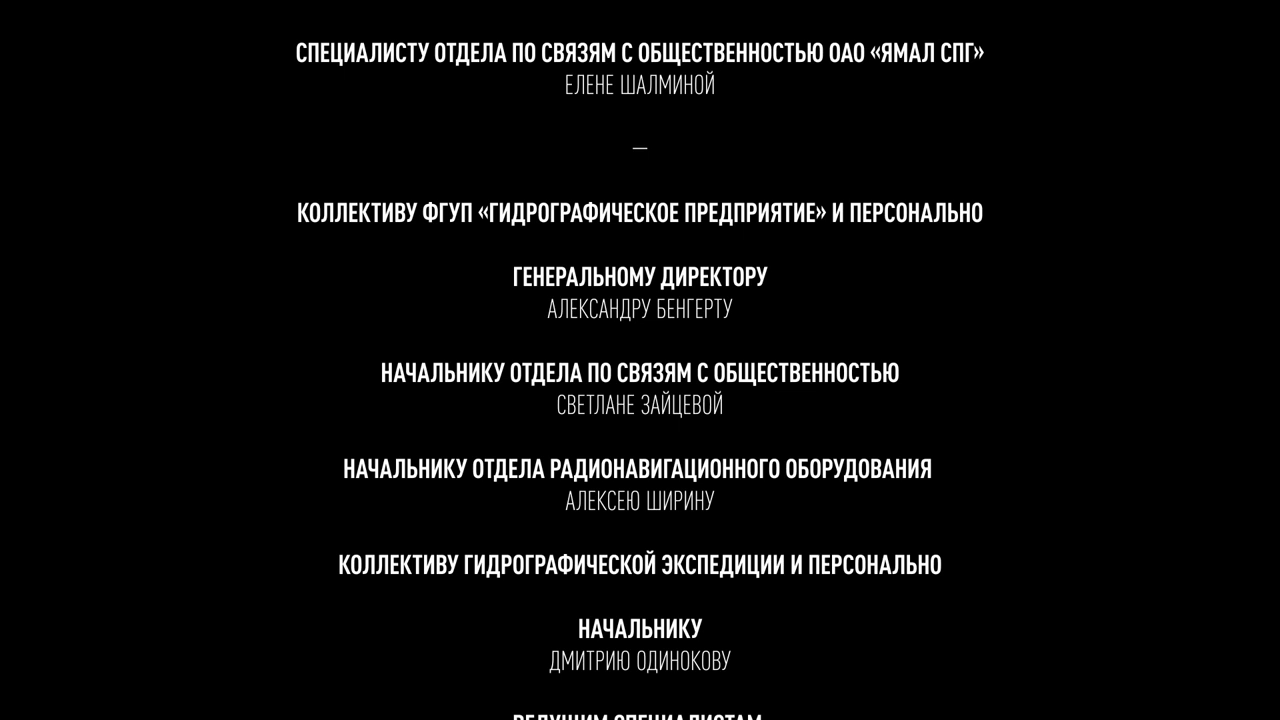 СПЕЦИАЛИСТУ ОТДЕЛА ПО СВЯЗЯМ С ОБЩЕСТВЕННОСТЬЮ ОАО «ЯМАЛ СПГ»
ЕЛЕНЕ ШАЛМИНОЙ
—
КОЛЛЕКТИВУ ФГУП «ГИДРОГРАФИЧЕСКОЕ ПРЕДПРИЯТИЕ» И ПЕРСОНАЛЬНО
ГЕНЕРАЛЬНОМУ ДИРЕКТОРУ
АЛЕКСАНДРУ БЕНГЕРТУ
НАЧАЛЬНИКУ ОТДЕЛА ПО СВЯЗЯМ С ОБЩЕСТВЕННОСТЬЮ
СВЕТЛАНЕ ЗАЙЦЕВОЙ
НАЧАЛЬНИКУ ОТДЕЛА РАДИОНАВИГАЦИОННОГО ОБОРУДОВАНИЯ
АЛЕКСЕЮ ШИРИНУ
КОЛЛЕКТИВУ ГИДРОГРАФИЧЕСКОЙ ЭКСПЕДИЦИИ И ПЕРСОНАЛЬНО
НАЧАЛЬНИКУ
ДМИТРИЮ ОДИНОКОВУ
ВЕДУЩИМ СПЕЦИАЛИСТАМ